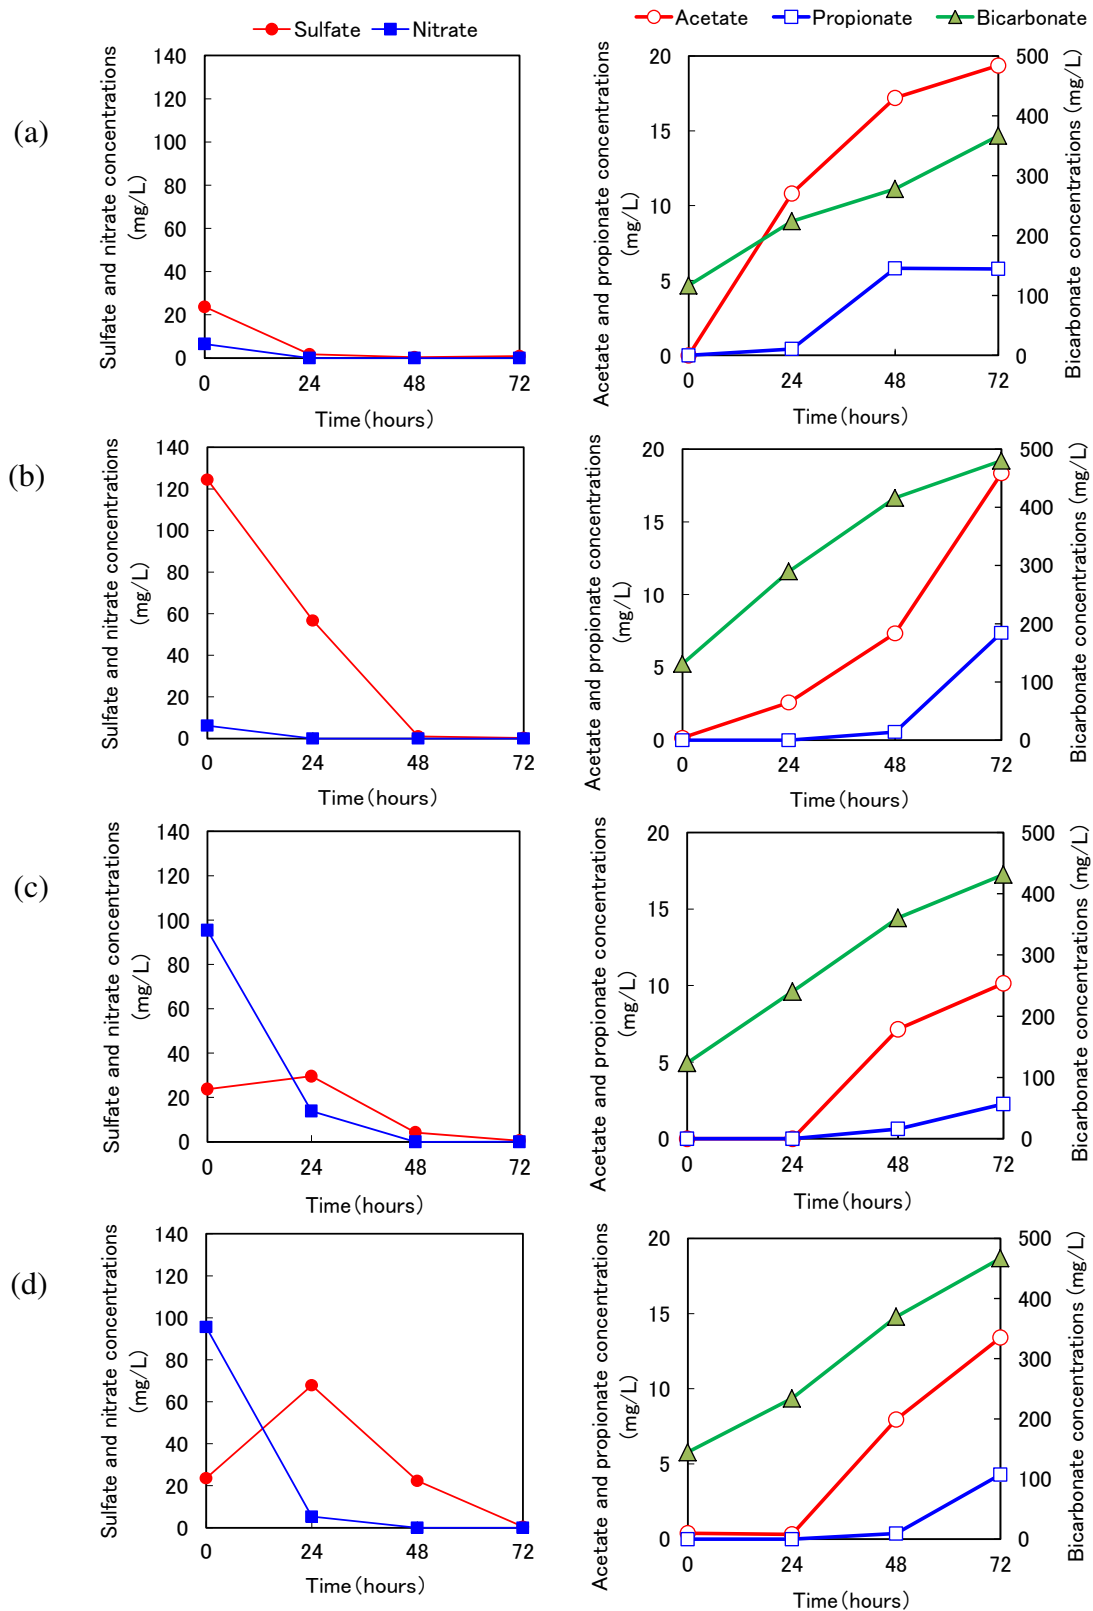 Sulfate Nitrate
Acetate Propionate Bicarbonate
(a)
Sulfate and nitrate concentrations
(mg/L)
140
120
100
80
60
40
20
0
0 24 48 72
Time(hours)
Acetate and propionate concentrations
(mg/L)
20
15
10
5
0
0 24 48 72
Time(hours)
500
400
300
200
100
0
Bicarbonate concentrations (mg/L)
(b)
Sulfate and nitrate concentrations
(mg/L)
140
120
100
80
60
40
20
0
0 24 48 72
Time(hours)
Acetate and propionate concentrations
(mg/L)
20
15
10
5
0
0 24 48 72
Time(hours)
500
400
300
200
100
0
Bicarbonate concentrations (mg/L)
(c)
Sulfate and nitrate concentrations
(mg/L)
140
120
100
80
60
40
20
0
0 24 48 72
Time(hours)
Acetate and propionate concentrations
(mg/L)
20
15
10
5
0
0 24 48 72
Time(hours)
500
400
300
200
100
0
Bicarbonate concentrations (mg/L)
(d)
Sulfate and nitrate concentrations
(mg/L)
140
120
100
80
60
40
20
0
0 24 48 72
Time(hours)
Acetate and propionate concentrations
(mg/L)
20
15
10
5
0
0 24 48 72
Time(hours)
500
400
300
200
100
0
Bicarbonate concentrations (mg/L)